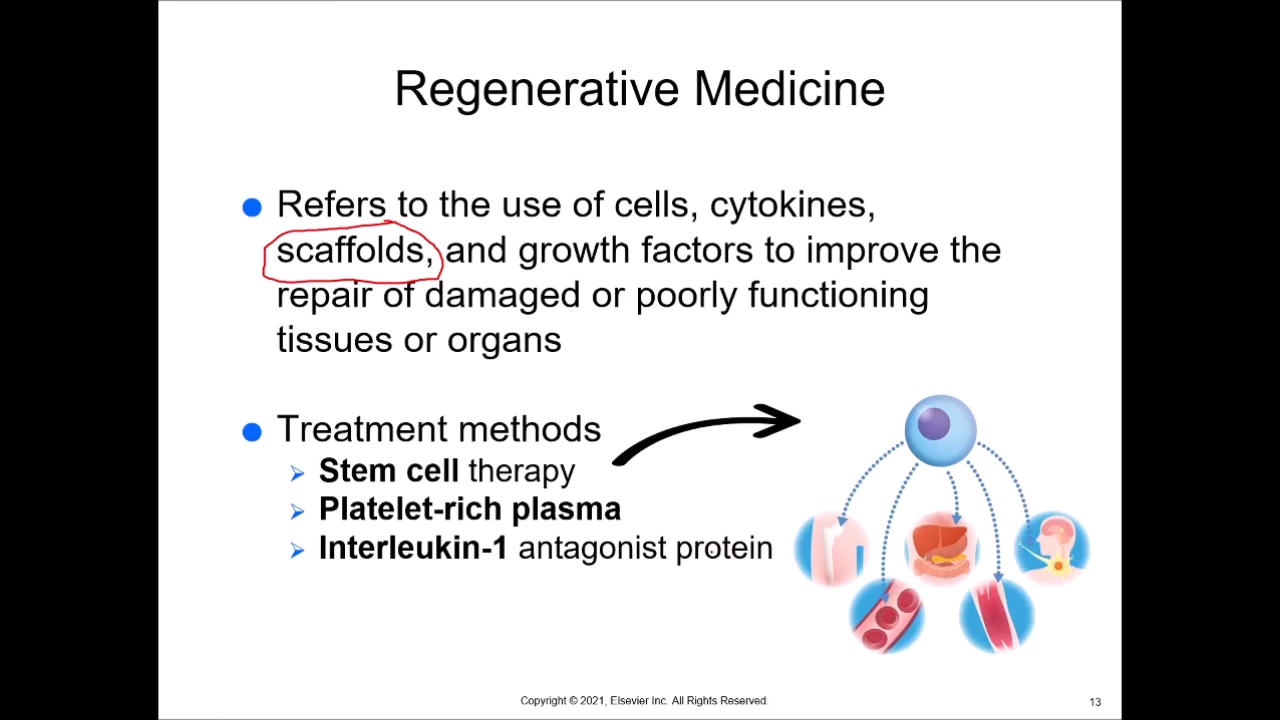 Regenerative Medicine
Refers to the use of cells, cytokines,
scaffolds, and growth factors to improve the
repair of damaged or poorly functioning
tissues or organs
Treatment methods
Stem cell therapy
Platelet-rich plasma
Interleukin-1 antagonist protein
Copyright © 2021, Elsevier Inc. All Rights Reserved.
13